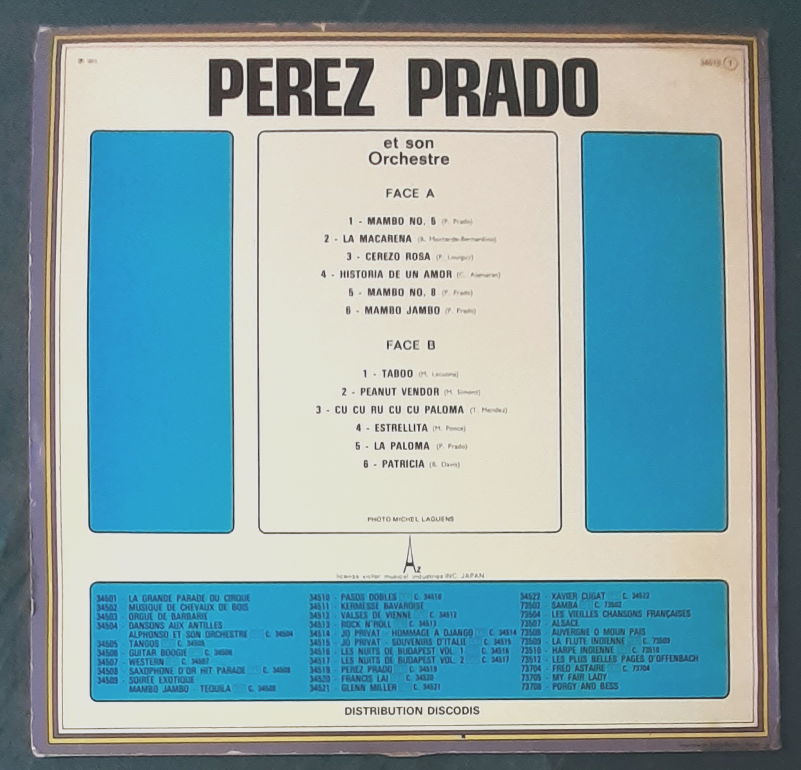 34519 1
PEREZ PRADO
et son
Orchestre
FACE A
1 - MAMBO NO. 5 (P. Prado)
2 - LA MACARENA
3 - CEREZO ROSA (P. Louiguy)
4 - HISTORIA DE UN AMOR (C. Almaran)
5 - MAMBO NO. 8 (P. Prado)
6 - MAMBO JAMBO (P. Prado)
FACE B
1 - TABOO (M. Lecuona)
2 - PEANUT VENDOR (M. Simons)
3 - CU CU RU CU CU PALOMA (T. Mendez)
4 - ESTRELLITA (M. Ponce)
5 - LA PALOMA (P. Prado)
6 - PATRICIA (B. Davis)
PHOTO MICHEL LAGUENS
Az
licence victor musical industries INC. JAPAN
34501 - LA GRANDE PARADE DU CIRQUE
34502 MUSIQUE DE CHEVAUX DE BOIS
34503 - ORGUE DE BARBARIE
34504 - DANSONS AUX ANTILLES
ALPHONSO ET SON ORCHESTRE C. 34504
34505 - TANGOS C. 34505
34506 - GUITAR BOOGIE C. 34506
34507 - WESTERN C. 34507
34508 - SAXOPHONE D'OR HIT PARADE C. 34508
34509 - SOIREE EXOTIQUE
MAMBO JAMBO - TEQUILA C. 34509
34510 - PASOS DOBLES C. 34510
34511 - KERMESSE BAVAROISE
34512 - VALSES DE VIENNE C. 34512
34513 - ROCK N'ROLL C. 34513
34514 - JO PRIVAT - HOMMAGE A DJANGO C. 34514
34515 - JO PRIVAT - SOUVENIRS D'ITALIE C. 34515
34516 - LES NUITS DE BUDAPEST VOL. 1 C. 34516
34517 - LES NUITS DE BUDAPEST VOL. 2 C. 34517
34519 - PEREZ PRADO C. 34519
34520 - FRANCIS LAI C. 34520
34521 - GLENN MILLER C. 34521
34522 - XAVIER CUGAT C. 34522
73502 - SAMBA C. 73502
73504 - LES VIEILLES CHANSONS FRANÇAISES
73507 - ALSACE
73508 - AUVERGNE O MOUN PAIS
73509 - LA FLUTE INDIENNE C. 73509
73510 - HARPE INDIENNE C. 73510
73512 - LES PLUS BELLES PAGES D'OFFENBACH
73704 - FRED ASTAIRE C. 73704
73705 - MY FAIR LADY
73706 - PORGY AND BESS
DISTRIBUTION DISCODIS